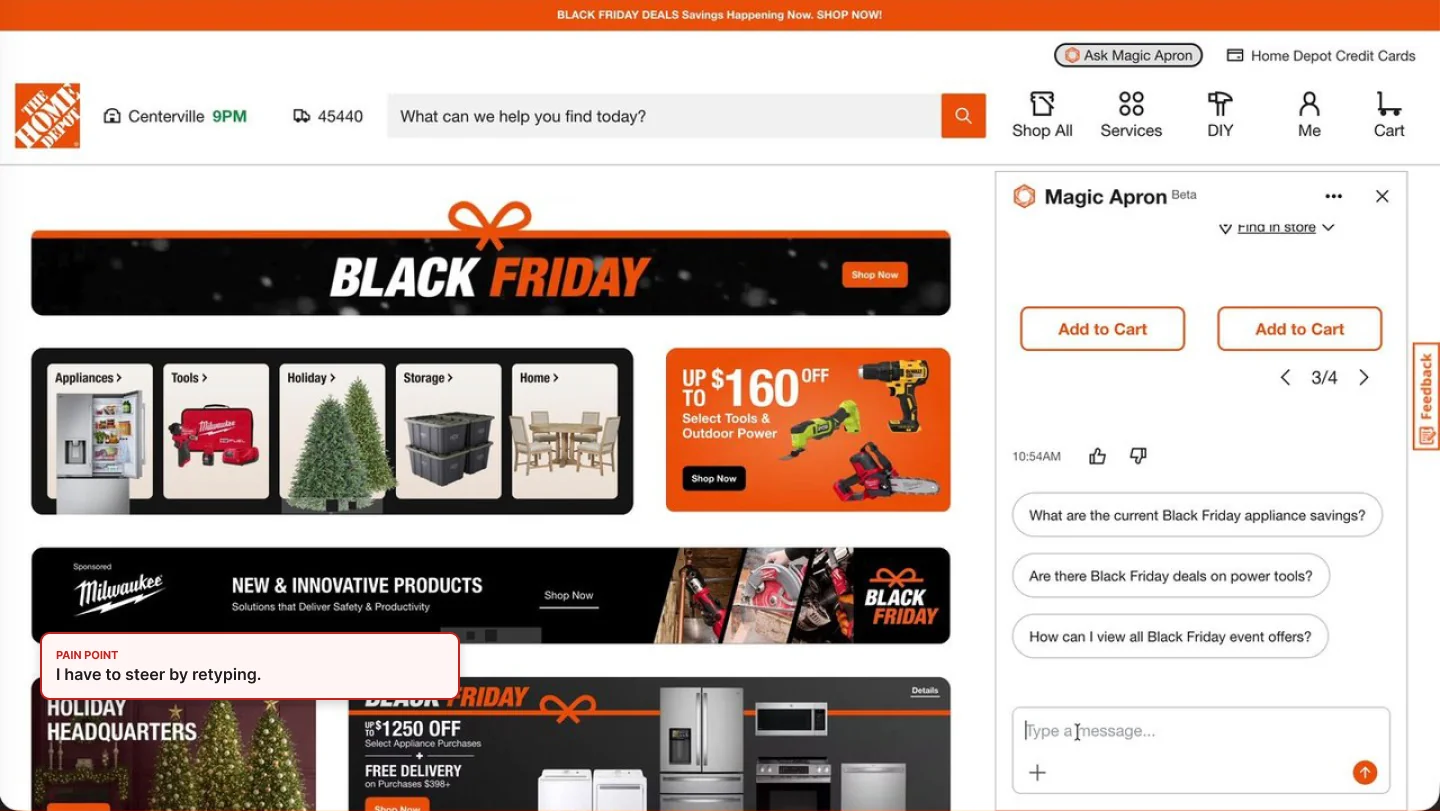 BLACK FRIDAY DEALS Savings Happening Now. SHOP NOW!
Ask Magic Apron
Home Depot Credit Cards
THE HOME DEPOT
Centerville 9PM
45440
What can we help you find today?
Shop All
Services
DIY
Me
Cart
BLACK FRIDAY
Shop Now
Appliances >
Tools >
Holiday >
Storage >
Home >
Milwaukee
FUEL
UP TO $160 OFF
Select Tools &
Outdoor Power
Shop Now
Sponsored
Milwaukee
NEW & INNOVATIVE PRODUCTS
Solutions that Deliver Safety & Productivity
Shop Now
BLACK
FRIDAY
PAIN POINT
I have to steer by retyping.
HOLIDAY
HEADQUARTERS
BLACK FRIDAY
Details
UP TO $1250 OFF
Select Appliance Purchases
+
FREE DELIVERY
on Purchases $398+
Shop Now
Magic Apron Beta
Find in store
Add to Cart
Add to Cart
3/4
10:54AM
What are the current Black Friday appliance savings?
Are there Black Friday deals on power tools?
How can I view all Black Friday event offers?
Type a message...
Feedback